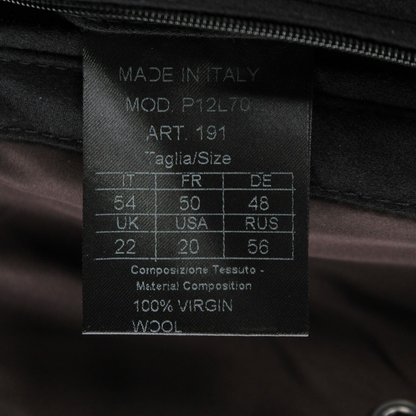 MADE IN ITALY
MOD. P12L70
ART. 191
Taglia/Size
IT FR DE
54 50 48
UK USA RUS
22 20 56
Composizione Tessuto -
Material Composition
100% VIRGIN
WOOL